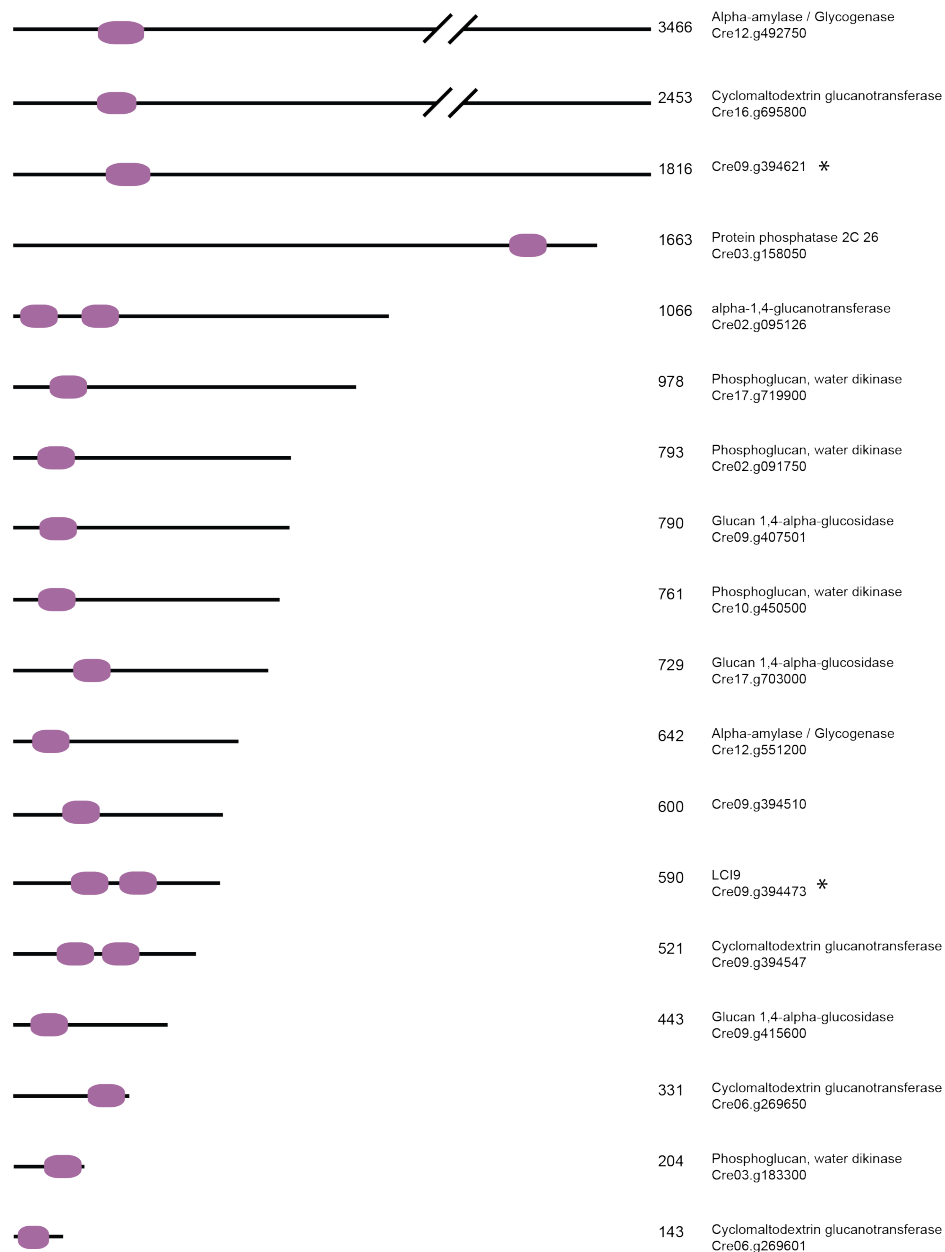 3466 Alpha-amylase / Glycogenase
Cre12.g492750
2453 Cyclomaltodextrin glucanotransferase
Cre16.g695800
1816 Cre09.g394621 *
1663 Protein phosphatase 2C 26
Cre03.g158050
1066 alpha-1,4-glucanotransferase
Cre02.g095126
978 Phosphoglucan, water dikinase
Cre17.g719900
793 Phosphoglucan, water dikinase
Cre02.g091750
790 Glucan 1,4-alpha-glucosidase
Cre09.g407501
761 Phosphoglucan, water dikinase
Cre10.g450500
729 Glucan 1,4-alpha-glucosidase
Cre17.g703000
642 Alpha-amylase / Glycogenase
Cre12.g551200
600 Cre09.g394510
590 LCI9
Cre09.g394473 *
521 Cyclomaltodextrin glucanotransferase
Cre09.g394547
443 Glucan 1,4-alpha-glucosidase
Cre09.g415600
331 Cyclomaltodextrin glucanotransferase
Cre06.g269650
204 Phosphoglucan, water dikinase
Cre03.g183300
143 Cyclomaltodextrin glucanotransferase
Cre06.g269601